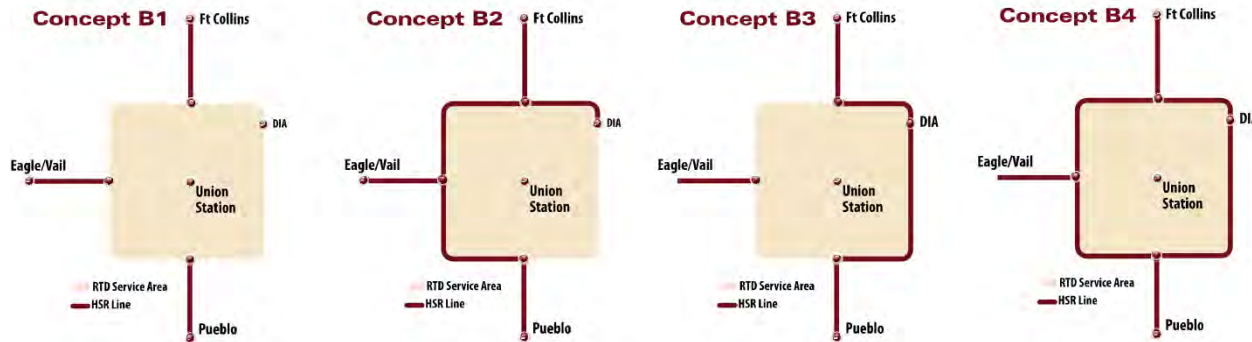 Concept B1
Ft Collins
DIA
Eagle/Vail
Union
Station
RTD Service Area
HSR Line
Pueblo
Concept B2
Ft Collins
DIA
Eagle/Vail
Union
Station
RTD Service Area
HSR Line
Pueblo
Concept B3
Ft Collins
DIA
Eagle/Vail
Union
Station
RTD Service Area
HSR Line
Pueblo
Concept B4
Ft Collins
DI
Eagle/Vail
Union
Station
RTD Service Area
HSR Line
Pueblo